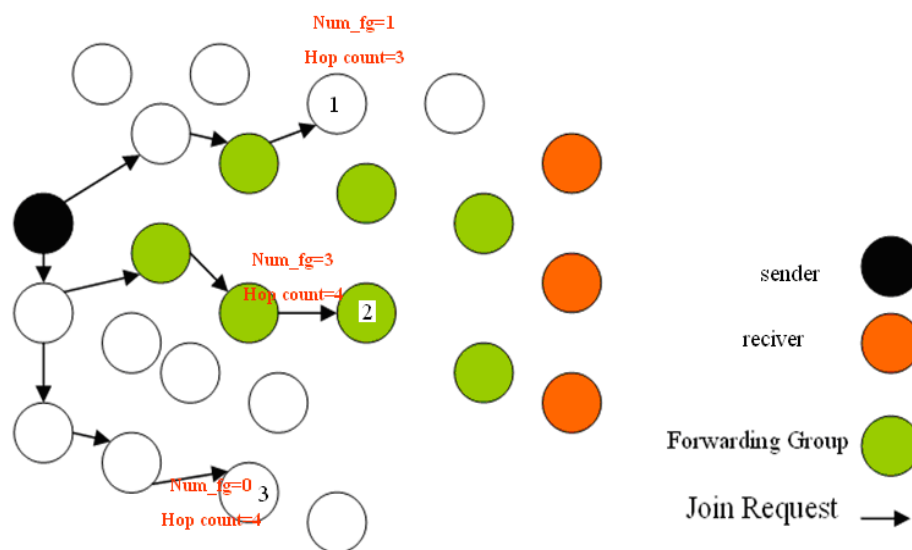 Num_fg=1
Hop count=3
1
Num_fg=3
Hop count=4
2
sender
reciver
Forwarding Group
Num_fg=0
3
Hop count=4
Join Request